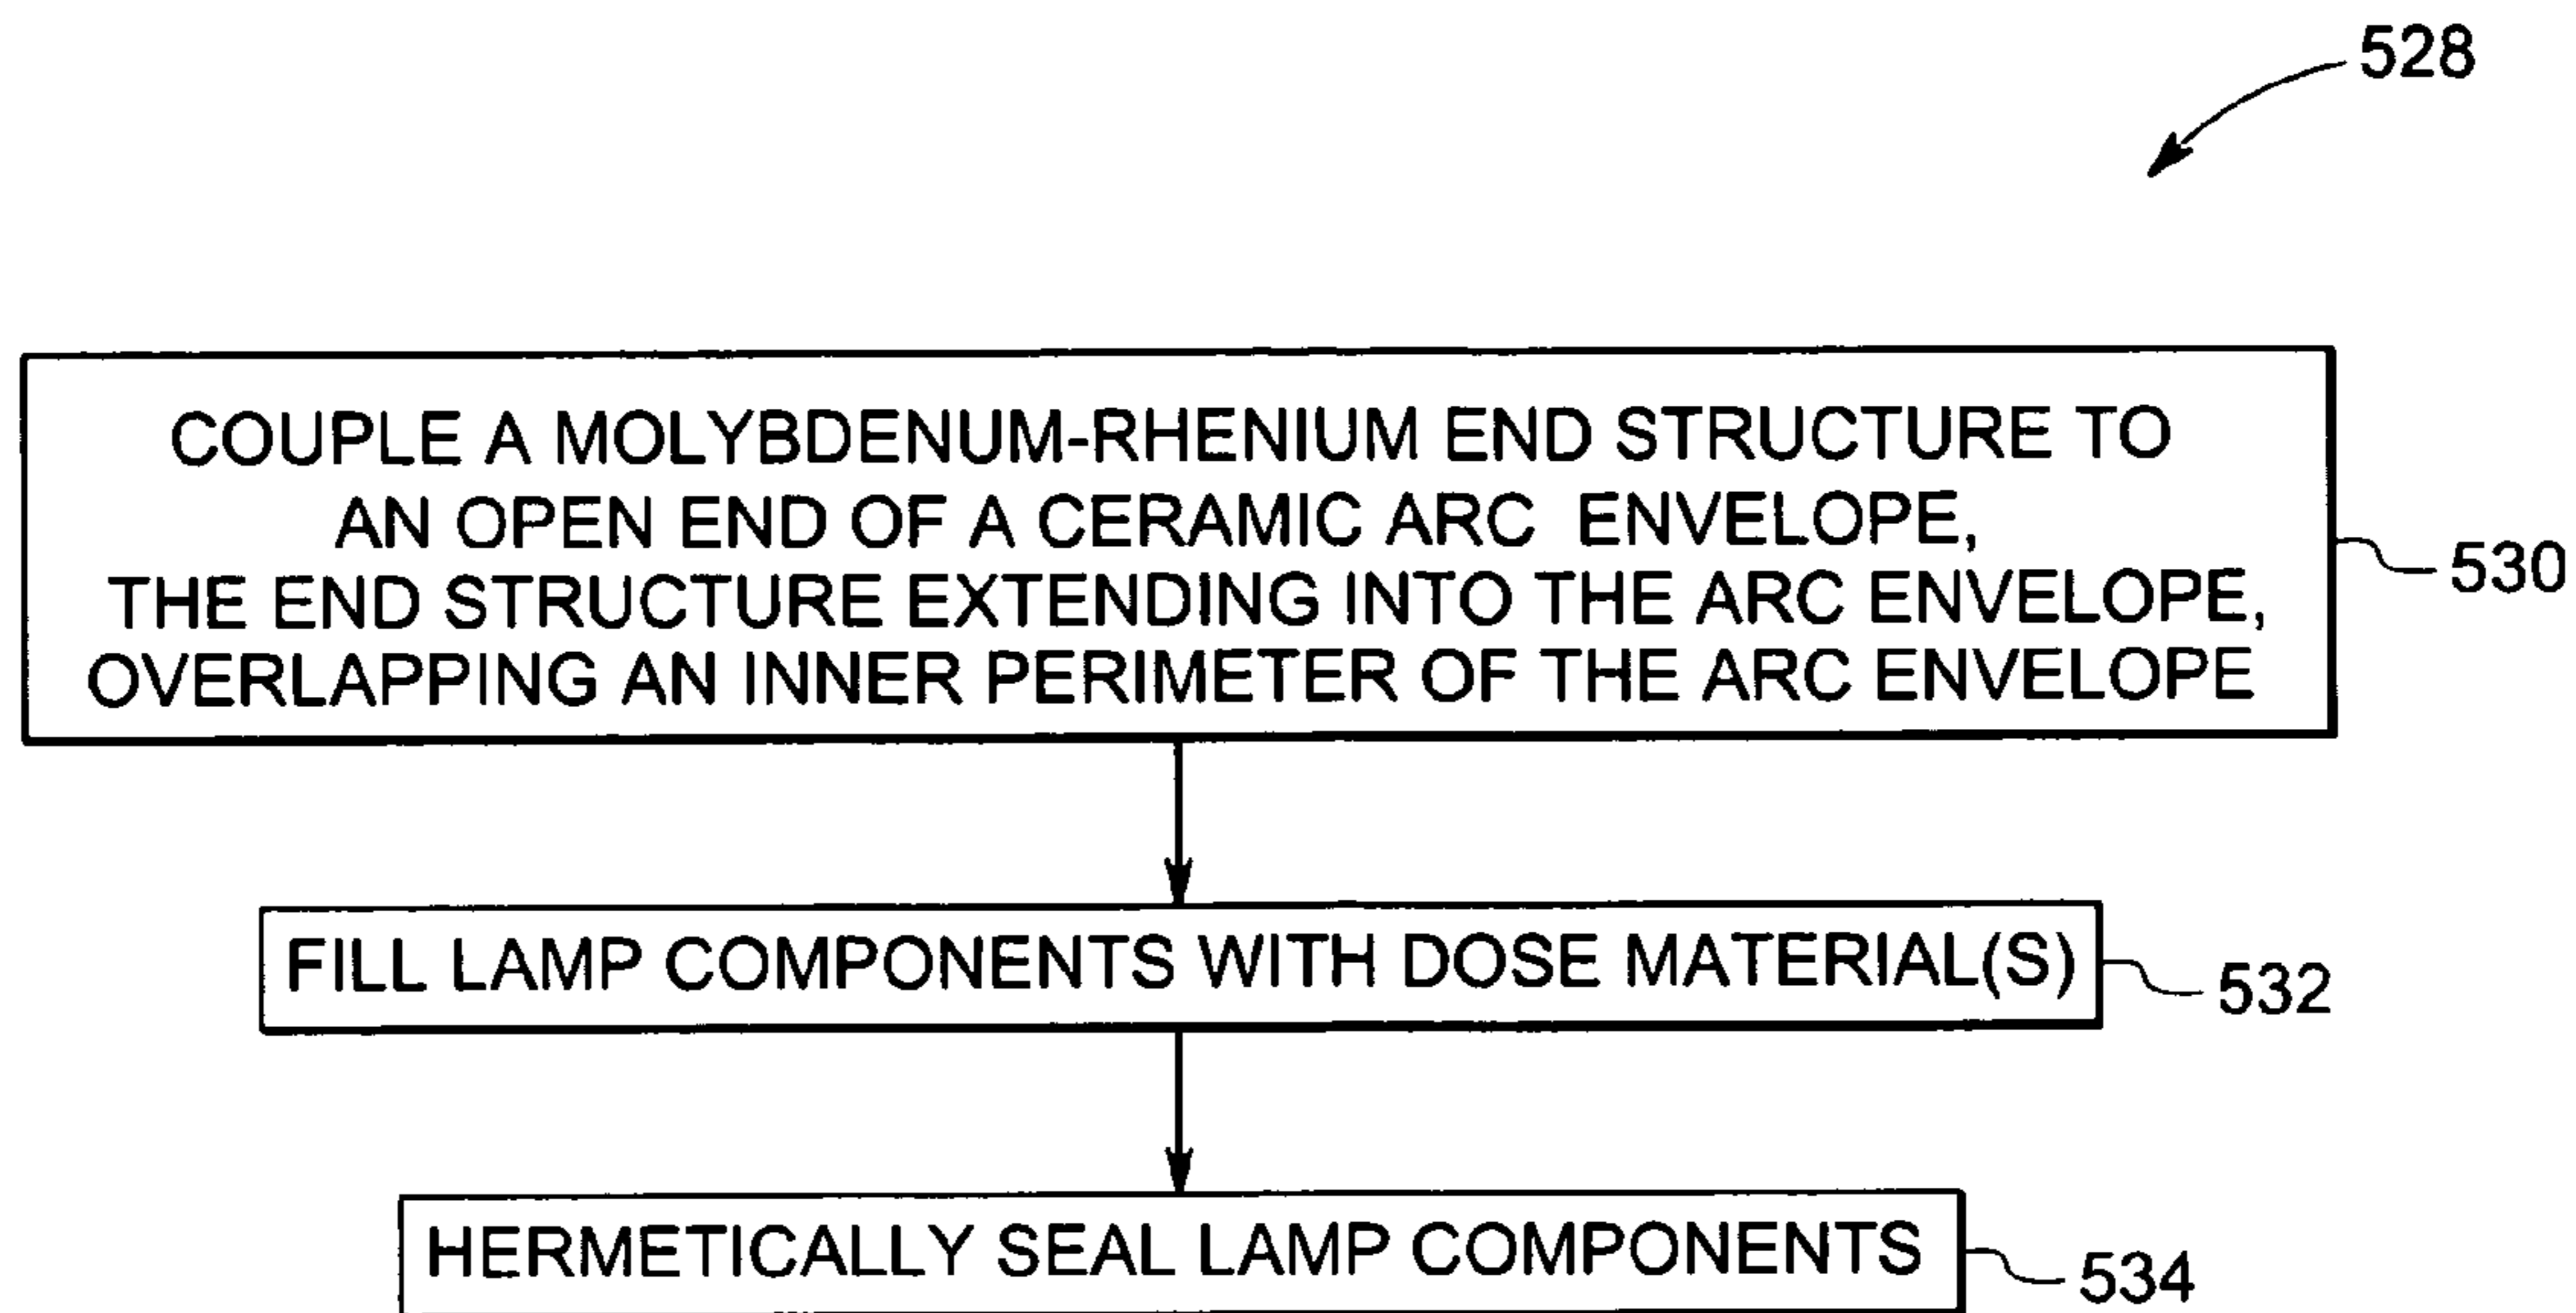 528
COUPLE A MOLYBDENUM-RHENIUM END STRUCTURE TO
AN OPEN END OF A CERAMIC ARC ENVELOPE,
THE END STRUCTURE EXTENDING INTO THE ARC ENVELOPE,
OVERLAPPING AN INNER PERIMETER OF THE ARC ENVELOPE
530
FILL LAMP COMPONENTS WITH DOSE MATERIAL(S)
532
HERMETICALLY SEAL LAMP COMPONENTS
534